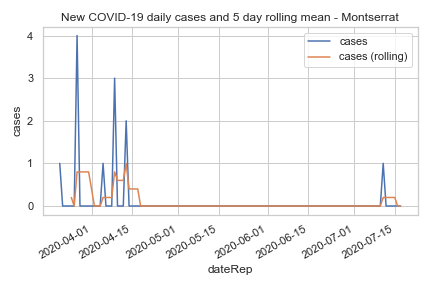 New COVID-19 daily cases and 5 day rolling mean - Montserrat
cases
cases (rolling)
4
3
2
1
0
cases
2020-04-01
2020-04-15
2020-05-01
2020-05-15
2020-06-01
2020-06-15
2020-07-01
2020-07-15
dateRep